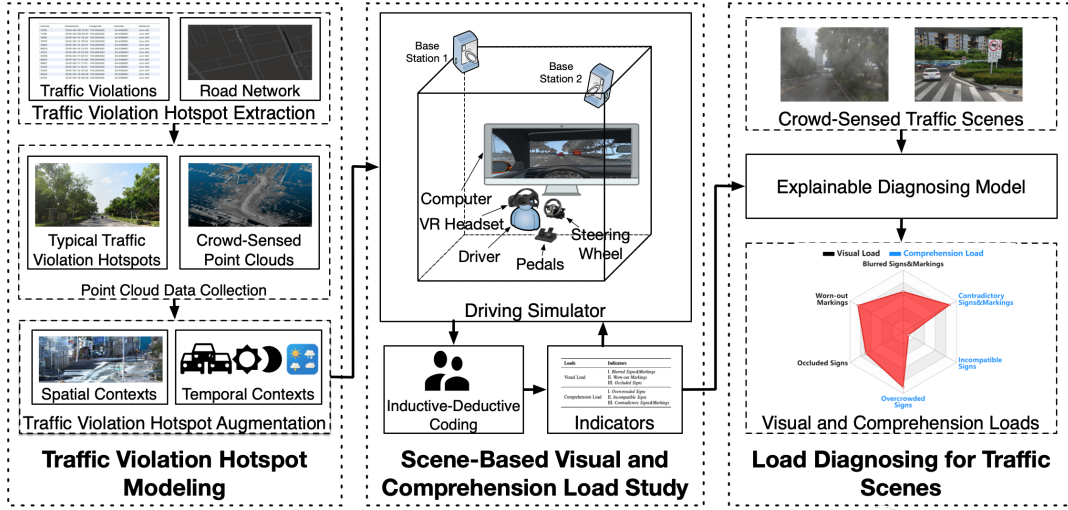 Traffic Violations
Road Network
Traffic Violation Hotspot Extraction
Typical Traffic
Violation Hotspots
Crowd-Sensed
Point Clouds
Point Cloud Data Collection
Spatial Contexts
Temporal Contexts
Traffic Violation Hotspot Augmentation
Traffic Violation Hotspot
Modeling
Base
Station 1
Base
Station 2
Computer
VR Headset
Driver
Pedals
Steering
Wheel
Driving Simulator
Inductive-Deductive
Coding
Loads
Indicators
Visual Load
I. Blurred Signs&Markings
II. Worn-out Markings
III. Occluded Signs
Comprehension Load
I. Overcrowded Signs
II. Incompatible Signs
III. Contradictory Signs&Markings
Indicators
Scene-Based Visual and
Comprehension Load Study
Crowd-Sensed Traffic Scenes
Explainable Diagnosing Model
Visual Load
Comprehension Load
Blurred Signs&Markings
Worn-out
Markings
Contradictory
Signs&Markings
Occluded Signs
Incompatible
Signs
Overcrowded
Signs
Visual and Comprehension Loads
Load Diagnosing for Traffic
Scenes